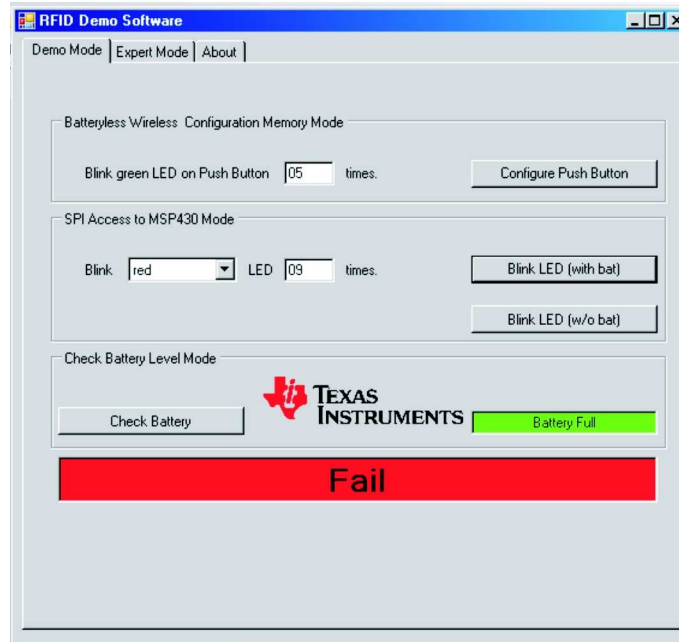 RFID Demo Software
Demo Mode Expert Mode About
Batteryless Wireless Configuration Memory Mode
Blink green LED on Push Button 05 times. Configure Push Button
SPI Access to MSP430 Mode
Blink red LED 09 times. Blink LED (with bat)
Blink LED (w/o bat)
Check Battery Level Mode
TEXAS
INSTRUMENTS
Check Battery Battery Full
Fail